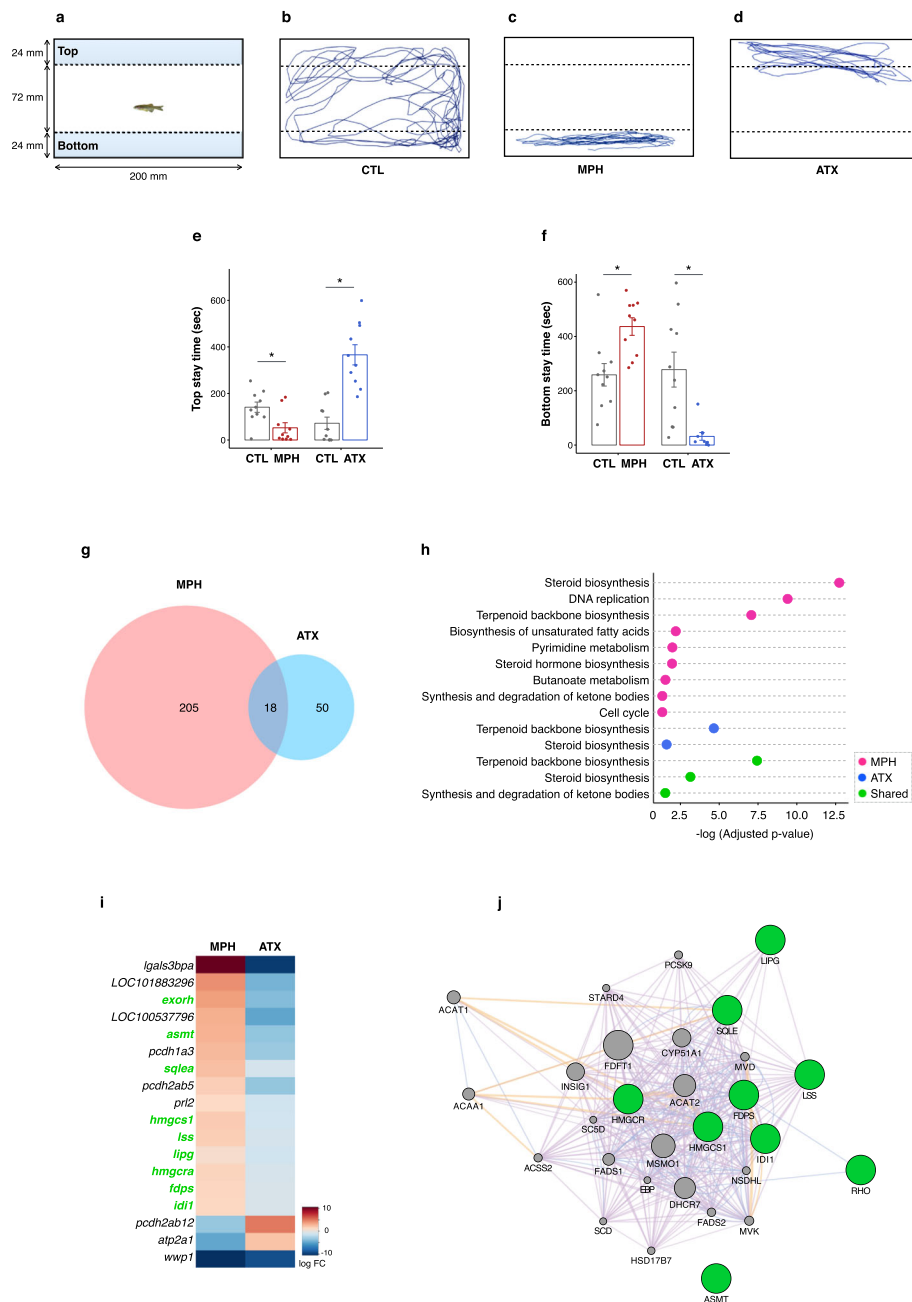 a
b
c
d
24 mm
Top
72 mm
24 mm
Bottom
200 mm
CTL
MPH
ATX
e
f
Top stay time (sec)
600
400
200
0
*
*
CTL MPH
CTL ATX
Bottom stay time (sec)
600
400
200
0
*
*
CTL MPH
CTL ATX
g
h
MPH
ATX
205
18
50
Steroid biosynthesis
DNA replication
Terpenoid backbone biosynthesis
Biosynthesis of unsaturated fatty acids
Pyrimidine metabolism
Steroid hormone biosynthesis
Butanoate metabolism
Synthesis and degradation of ketone bodies
Cell cycle
Terpenoid backbone biosynthesis
Steroid biosynthesis
Terpenoid backbone biosynthesis
Steroid biosynthesis
Synthesis and degradation of ketone bodies
MPH
ATX
Shared
0 2.5 5.0 7.5 10.0 12.5
-log (Adjusted p-value)
i
j
MPH ATX
lgals3bpa
LOC101883296
exorh
LOC100537796
asmt
pcdh1a3
sqlea
pcdh2ab5
prl2
hmgcs1
lss
lipg
hmgcra
fdps
idi1
pcdh2ab12
atp2a1
wwp1
10
0
-10
log FC
LIPG
PCSK9
STARD4
ACAT1
SQLE
FDFT1
CYP51A1
MVD
INSIG1
LSS
ACAT2
ACAA1
HMGCR
FDPS
SC5D
HMGCS1
IDI1
ACSS2
FADS1
MSMO1
NSDHL
RHO
EBP
DHCR7
FADS2
SCD
MVK
HSD17B7
ASMT